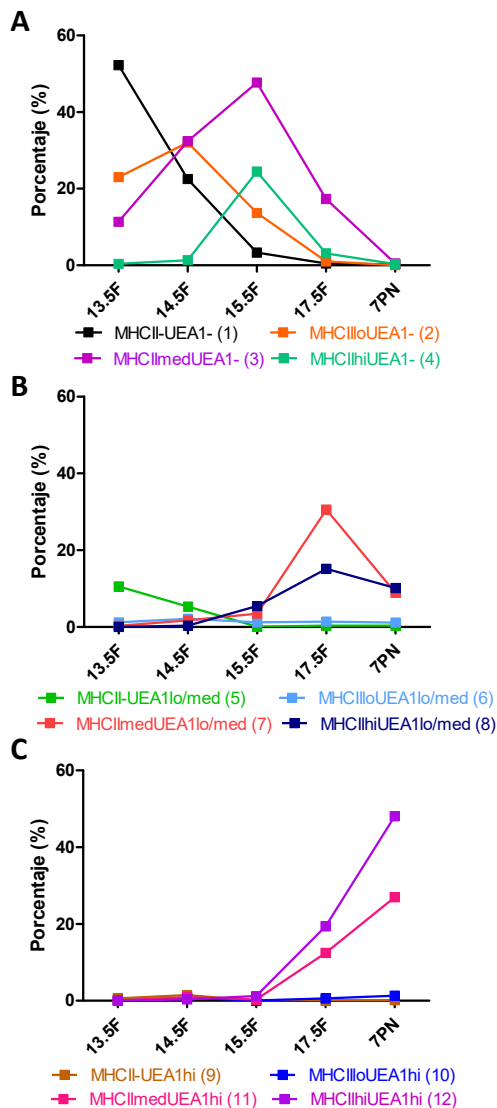 A
60
40
20
0
Porcentaje (%)
13.5F 14.5F 15.5F 17.5F 7PN
MHCII-UEA1- (1) MHCIIloUEA1- (2)
MHCIImedUEA1- (3) MHCIIhiUEA1- (4)
B
60
40
20
0
Porcentaje (%)
13.5F 14.5F 15.5F 17.5F 7PN
MHCII-UEA1lo/med (5) MHCIIloUEA1lo/med (6)
MHCIImedUEA1lo/med (7) MHCIIhiUEA1lo/med (8)
C
60
40
20
0
Porcentaje (%)
13.5F 14.5F 15.5F 17.5F 7PN
MHCII-UEA1hi (9) MHCIIloUEA1hi (10)
MHCIImedUEA1hi (11) MHCIIhiUEA1hi (12)